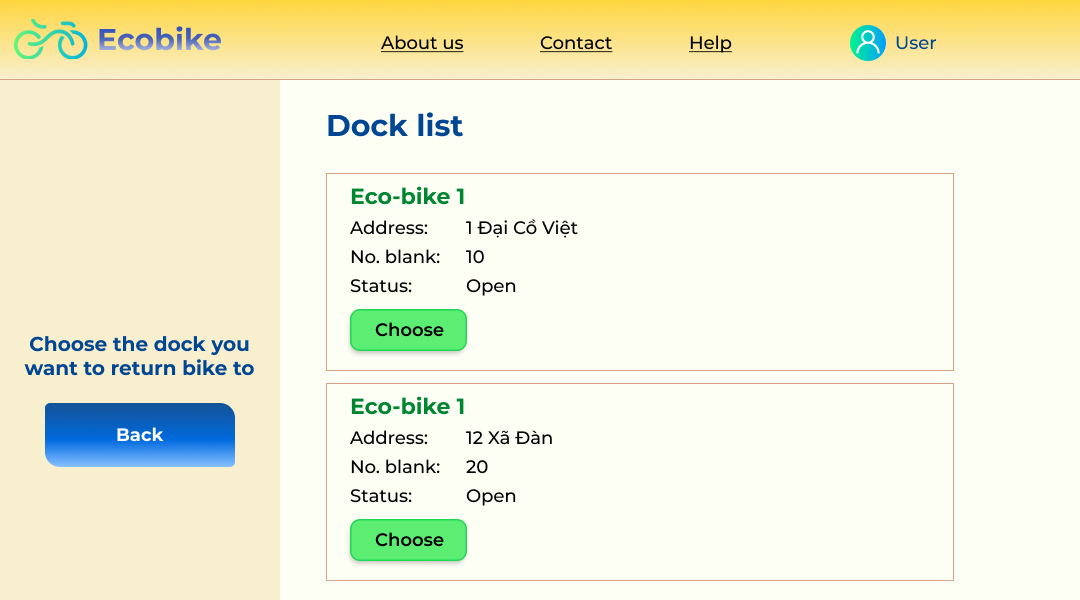 Ecobike
About us
Contact
Help
User
Choose the dock you
want to return bike to
Back
Dock list
Eco-bike 1
Address: 1 Đại Cồ Việt
No. blank: 10
Status: Open
Choose
Eco-bike 1
Address: 12 Xã Đàn
No. blank: 20
Status: Open
Choose